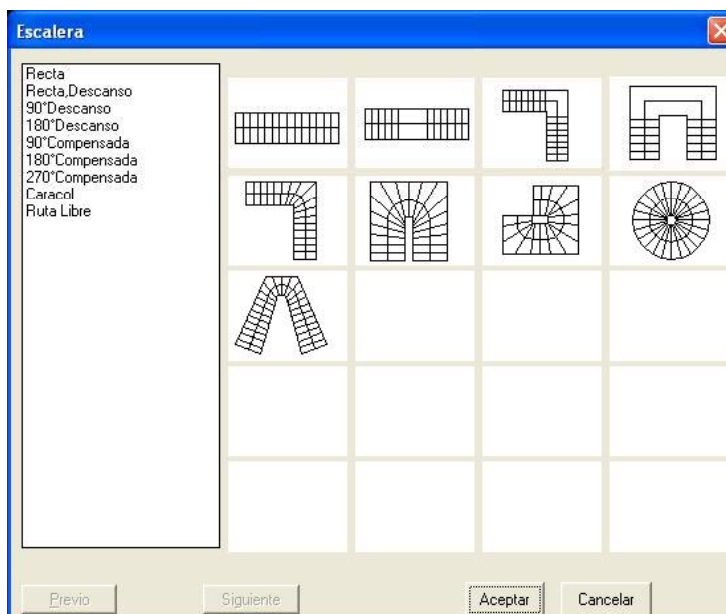 Escalera
Recta
Recta,Descanso
90°Descanso
180°Descanso
90°Compensada
180°Compensada
270°Compensada
Caracol
Ruta Libre
Previo
Siguiente
Aceptar
Cancelar